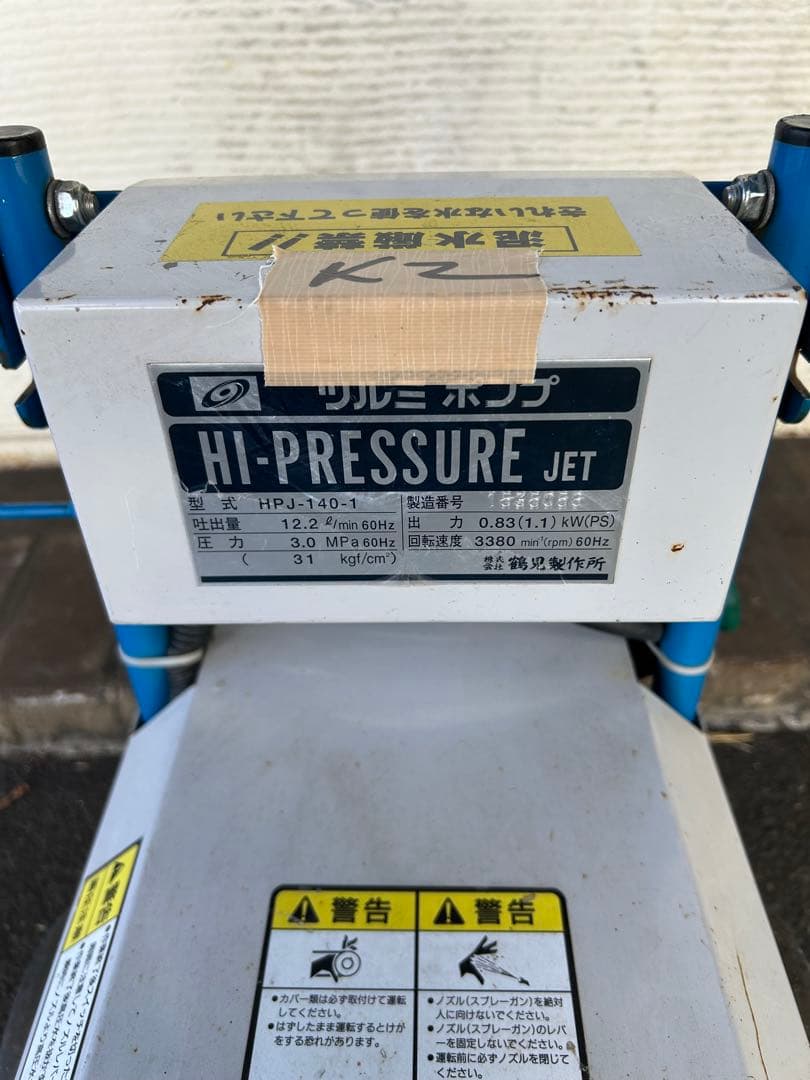 きれいな水を使って下さい
泥水厳禁!!
ツルミポンプ
HI-PRESSURE JET
型式 HPJ-140-1 製造番号
吐出量 12.2 ℓ/min 60Hz 出力 0.83(1.1) kW(PS)
圧力 3.0 MPa 60Hz 回転速度 3380 min⁻¹(rpm) 60Hz
( 31 kgf/cm²) 株式会社 鶴見製作所
警告
カバー類は必ず取付けて運転
してください。
はずしたまま運転するとけが
をする恐れがあります。
警告
ノズル(スプレーガン)を絶対
人に向けないでください。
ノズル(スプレーガン)のレバ
ーを固定しないでください。
運転前に必ずノズルを閉じて
ください。
警告